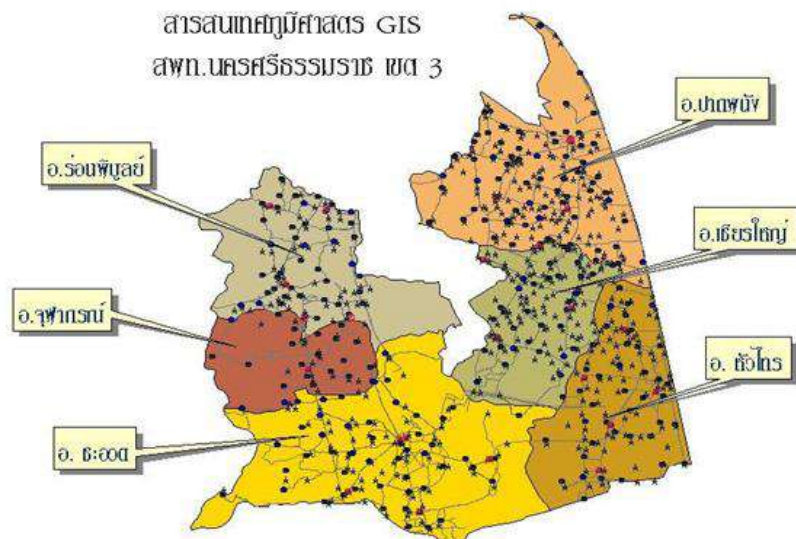 สารสนเทศภูมิศาสตร GIS
สพท.นครศรีธรรมราช เขต 3
อ.ปากพนัง
อ.ร่อนพิบูลย์
อ.เชียรใหญ่
อ.จุฬาภรณ์
อ. หัวไทร
อ. ชะอวด